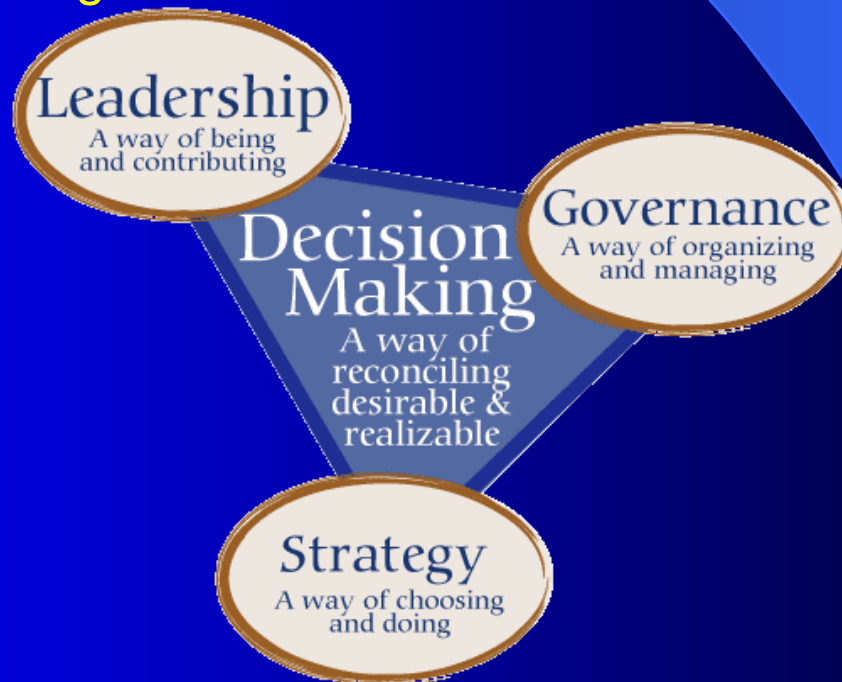 Leadership
A way of being
and contributing
Governance
A way of organizing
and managing
Decision
Making
A way of
reconciling
desirable &
realizable
Strategy
A way of choosing
and doing